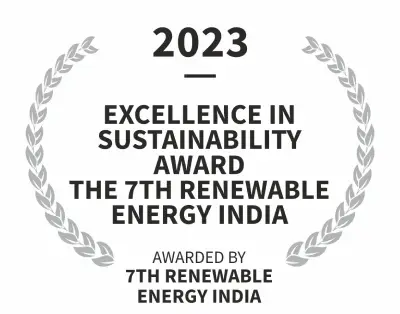 2023
EXCELLENCE IN
SUSTAINABILITY
AWARD
THE 7TH RENEWABLE
ENERGY INDIA
AWARDED BY
7TH RENEWABLE
ENERGY INDIA